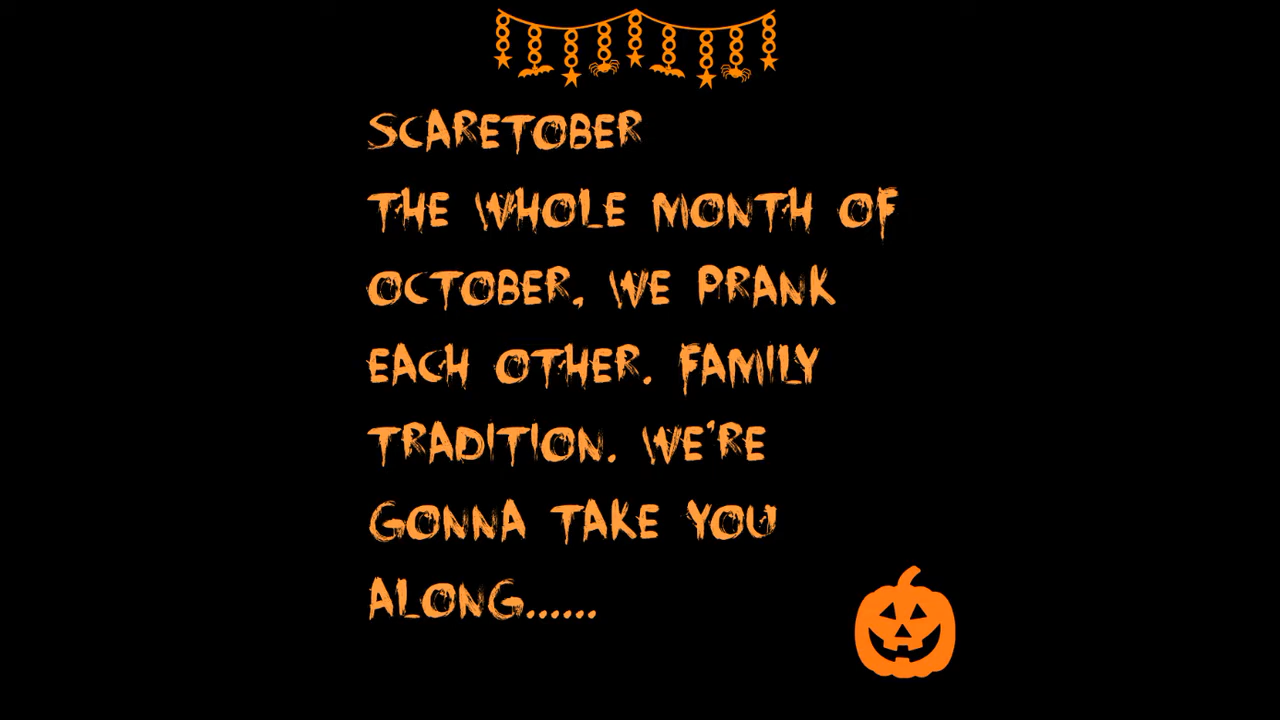 SCARETOBER
THE WHOLE MONTH OF
OCTOBER, WE PRANK
EACH OTHER. FAMILY
TRADITION. WE'RE
GONNA TAKE YOU
ALONG......